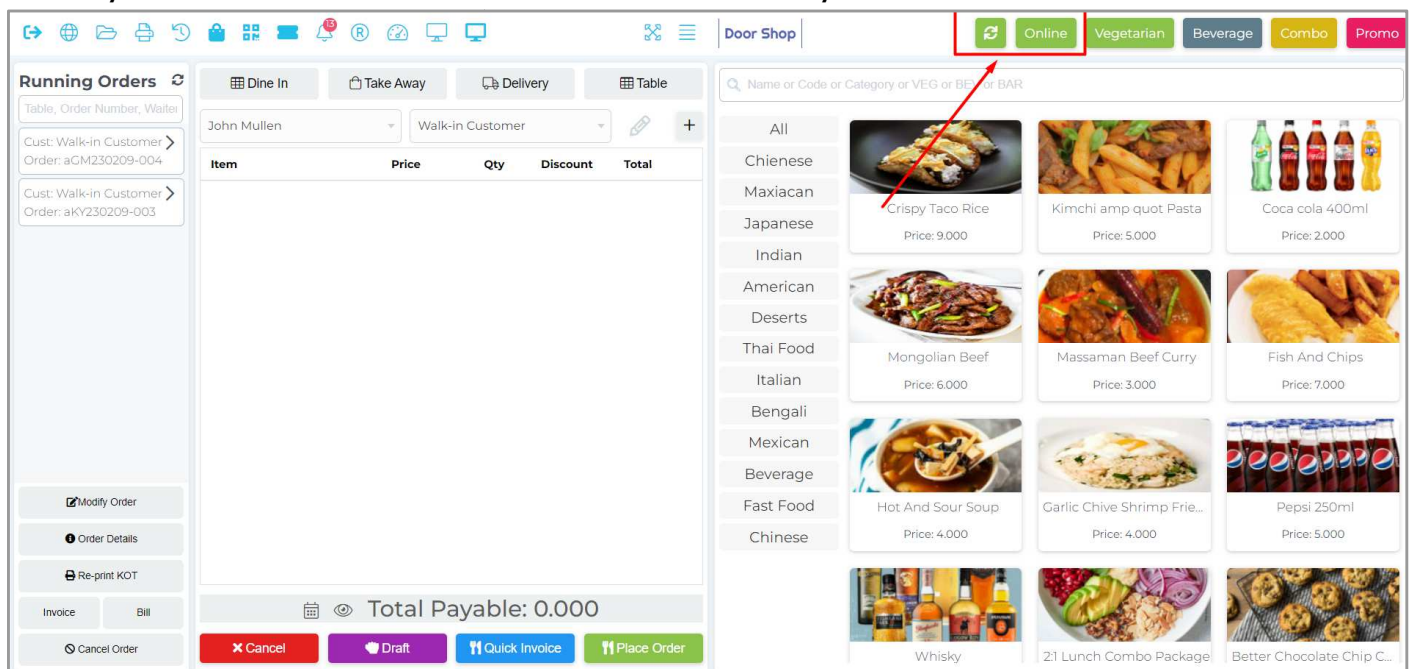 13
R
Door Shop
Online
Vegetarian
Beverage
Combo
Promo
Running Orders
Table, Order Number, Waiter
Cust: Walk-in Customer
Order: aGM230209-004
Cust: Walk-in Customer
Order: aKY230209-003
Modify Order
Order Details
Re-print KOT
Invoice
Bill
Cancel Order
Dine In
Take Away
Delivery
Table
John Mullen
Walk-in Customer
+
Item Price Qty Discount Total
Total Payable: 0.000
Cancel
Draft
Quick Invoice
Place Order
Name or Code or Category or VEG or BEV or BAR
All
Chienese
Maxiacan
Japanese
Indian
American
Deserts
Thai Food
Italian
Bengali
Mexican
Beverage
Fast Food
Chinese
Crispy Taco Rice
Price: 9.000
Kimchi amp quot Pasta
Price: 5.000
Coca cola 400ml
Price: 2.000
Mongolian Beef
Price: 6.000
Massaman Beef Curry
Price: 3.000
Fish And Chips
Price: 7.000
Hot And Sour Soup
Price: 4.000
Garlic Chive Shrimp Frie...
Price: 4.000
Pepsi 250ml
Price: 5.000
Whisky
2:1 Lunch Combo Package
Better Chocolate Chip C...